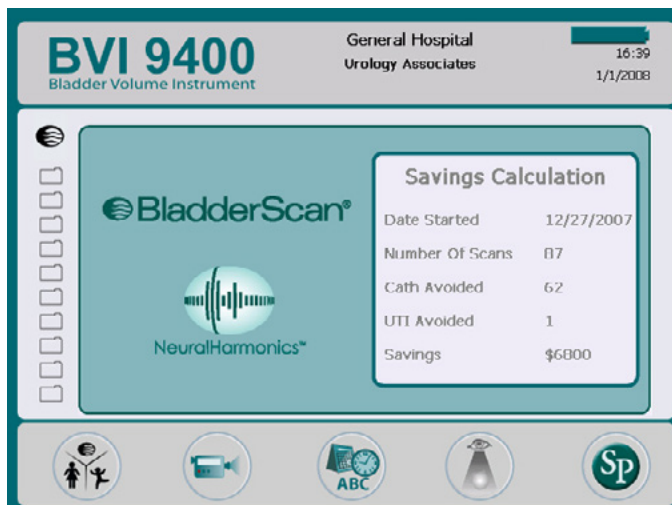 BVI 9400
Bladder Volume Instrument
General Hospital
Urology Associates
16:39
1/1/2008
BladderScan®
NeuralHarmonics™
Savings Calculation
Date Started 12/27/2007
Number Of Scans 87
Cath Avoided 62
UTI Avoided 1
Savings $6800
ABC
SP